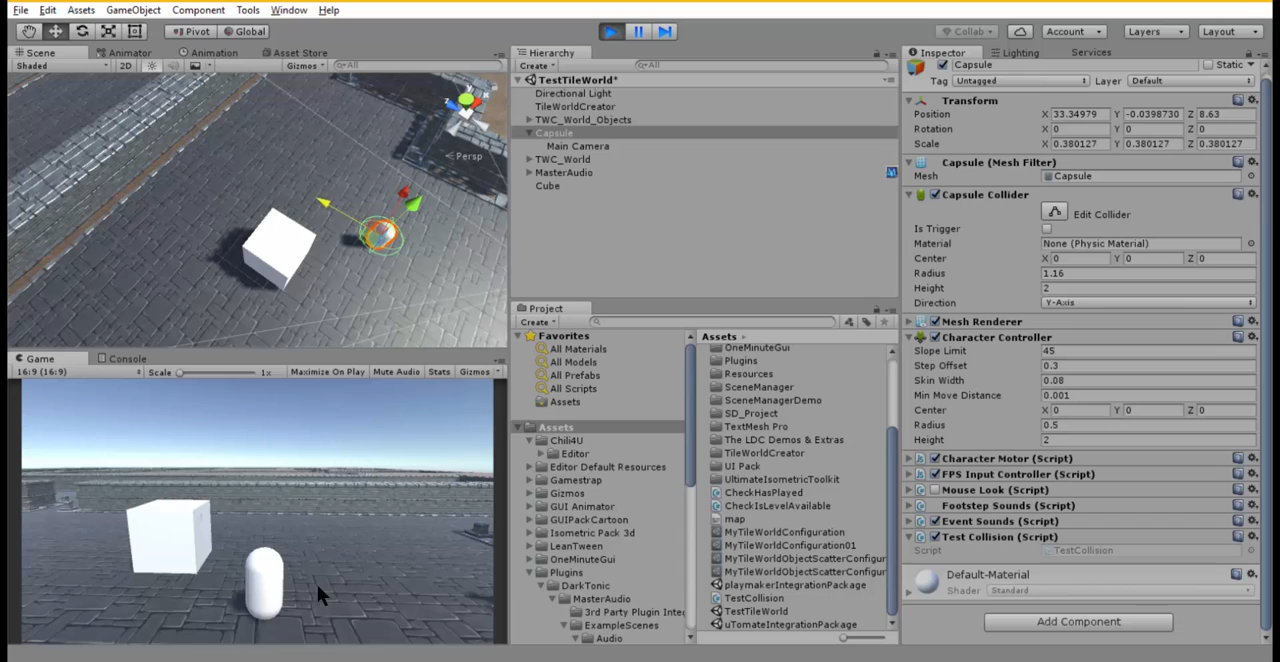 File Edit Assets GameObject Component Tools Window Help
Pivot Global
Collab Account Layers Layout
Scene Animator Animation Asset Store
Shaded 2D Gizmos All
Persp
Game Console
16:9 (16:9) Scale 1x Maximize On Play Mute Audio Stats Gizmos
Hierarchy
Create All
TestTileWorld*
Directional Light
TileWorldCreator
TWC_World_Objects
Capsule
Main Camera
TWC_World
MasterAudio
Cube
Project
Create
Favorites
All Materials
All Models
All Prefabs
All Scripts
Assets
Assets
Chili4U
Editor
Editor Default Resources
Gamestrap
Gizmos
GUI Animator
GUIPackCartoon
Isometric Pack 3d
LeanTween
OneMinuteGui
Plugins
DarkTonic
MasterAudio
3rd Party Plugin Inte
ExampleScenes
Audio
Assets
OneMinuteGui
Plugins
Resources
SceneManager
SceneManagerDemo
SD_Project
TextMesh Pro
The LDC Demos & Extras
TileWorldCreator
UI Pack
UltimateIsometricToolkit
CheckHasPlayed
CheckIsLevelAvailable
map
MyTileWorldConfiguration
MyTileWorldConfiguration01
MyTileWorldObjectScatterConfigur
MyTileWorldObjectScatterConfigur
playmakerIntegrationPackage
TestCollision
TestTileWorld
uTomateIntegrationPackage
Inspector Lighting Services
Capsule Static
Tag Untagged Layer Default
Transform
Position X 33.34979 Y -0.0398730 Z 8.63
Rotation X 0 Y 0 Z 0
Scale X 0.380127 Y 0.380127 Z 0.380127
Capsule (Mesh Filter)
Mesh Capsule
Capsule Collider
Edit Collider
Is Trigger
Material None (Physic Material)
Center X 0 Y 0 Z 0
Radius 1.16
Height 2
Direction Y-Axis
Mesh Renderer
Character Controller
Slope Limit 45
Step Offset 0.3
Skin Width 0.08
Min Move Distance 0.001
Center X 0 Y 0 Z 0
Radius 0.5
Height 2
Character Motor (Script)
FPS Input Controller (Script)
Mouse Look (Script)
Footstep Sounds (Script)
Event Sounds (Script)
Test Collision (Script)
Script TestCollision
Default-Material
Shader Standard
Add Component